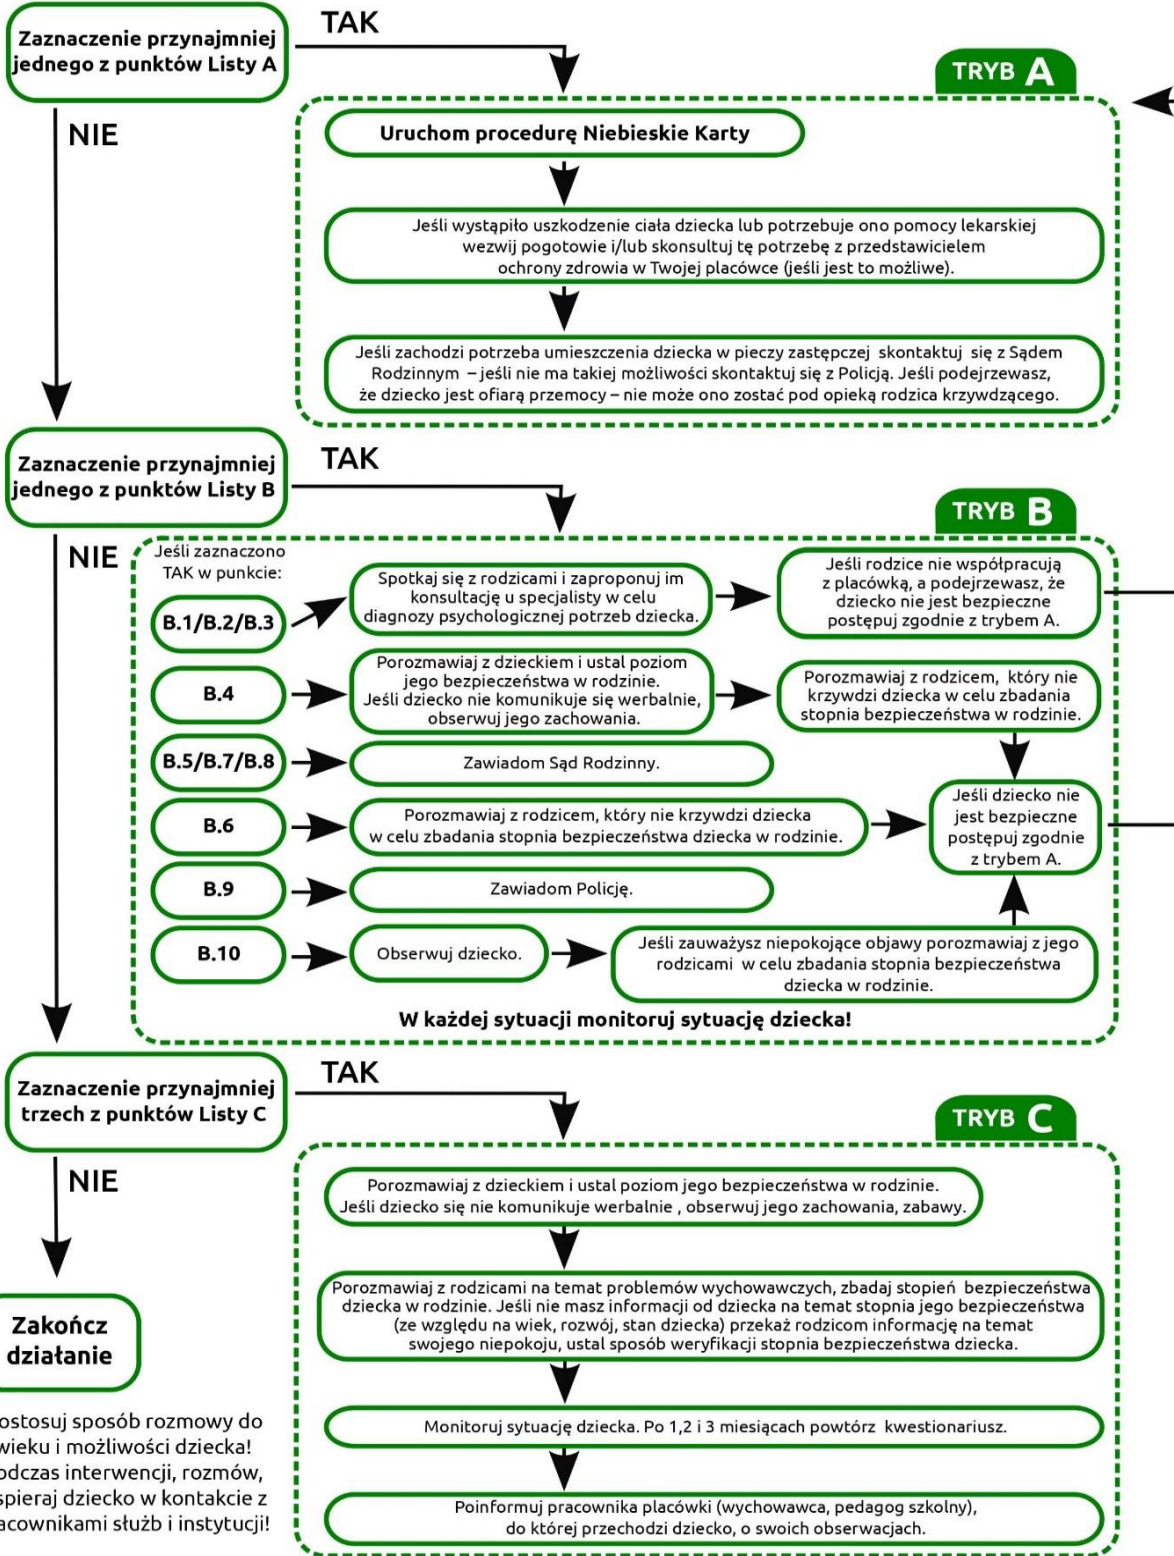 Zaznaczenie przynajmniej
jednego z punktów Listy A
TAK
NIE
TRYB A
Uruchom procedurę Niebieskie Karty
Jeśli wystąpiło uszkodzenie ciała dziecka lub potrzebuje ono pomocy lekarskiej
wezwij pogotowie i/lub skonsultuj tę potrzebę z przedstawicielem
ochrony zdrowia w Twojej placówce (jeśli jest to możliwe).
Jeśli zachodzi potrzeba umieszczenia dziecka w pieczy zastępczej skontaktuj się z Sądem
Rodzinnym – jeśli nie ma takiej możliwości skontaktuj się z Policją. Jeśli podejrzewasz,
że dziecko jest ofiarą przemocy – nie może ono zostać pod opieką rodzica krzywdzącego.
Zaznaczenie przynajmniej
jednego z punktów Listy B
TAK
NIE
TRYB B
Jeśli zaznaczono
TAK w punkcie:
B.1/B.2/B.3
Spotkaj się z rodzicami i zaproponuj im
konsultację u specjalisty w celu
diagnozy psychologicznej potrzeb dziecka.
Jeśli rodzice nie współpracują
z placówką, a podejrzewasz, że
dziecko nie jest bezpieczne
postępuj zgodnie z trybem A.
B.4
Porozmawiaj z dzieckiem i ustal poziom
jego bezpieczeństwa w rodzinie.
Jeśli dziecko nie komunikuje się werbalnie,
obserwuj jego zachowania.
Porozmawiaj z rodzicem, który nie
krzywdzi dziecka w celu zbadania
stopnia bezpieczeństwa w rodzinie.
B.5/B.7/B.8
Zawiadom Sąd Rodzinny.
B.6
Porozmawiaj z rodzicem, który nie krzywdzi dziecka
w celu zbadania stopnia bezpieczeństwa dziecka w rodzinie.
Jeśli dziecko nie
jest bezpieczne
postępuj zgodnie
z trybem A.
B.9
Zawiadom Policję.
B.10
Obserwuj dziecko.
Jeśli zauważysz niepokojące objawy porozmawiaj z jego
rodzicami w celu zbadania stopnia bezpieczeństwa
dziecka w rodzinie.
W każdej sytuacji monitoruj sytuację dziecka!
Zaznaczenie przynajmniej
trzech z punktów Listy C
TAK
NIE
TRYB C
Porozmawiaj z dzieckiem i ustal poziom jego bezpieczeństwa w rodzinie.
Jeśli dziecko się nie komunikuje werbalnie , obserwuj jego zachowania, zabawy.
Porozmawiaj z rodzicami na temat problemów wychowawczych, zbadaj stopień bezpieczeństwa
dziecka w rodzinie. Jeśli nie masz informacji od dziecka na temat stopnia jego bezpieczeństwa
(ze względu na wiek, rozwój, stan dziecka) przekaż rodzicom informację na temat
swojego niepokoju, ustal sposób weryfikacji stopnia bezpieczeństwa dziecka.
Monitoruj sytuację dziecka. Po 1,2 i 3 miesiącach powtórz kwestionariusz.
Poinformuj pracownika placówki (wychowawca, pedagog szkolny),
do której przechodzi dziecko, o swoich obserwacjach.
Zakończ
działanie
ostosuj sposób rozmowy do
wieku i możliwości dziecka!
odczas interwencji, rozmów,
spieraj dziecko w kontakcie z
acownikami służb i instytucji!